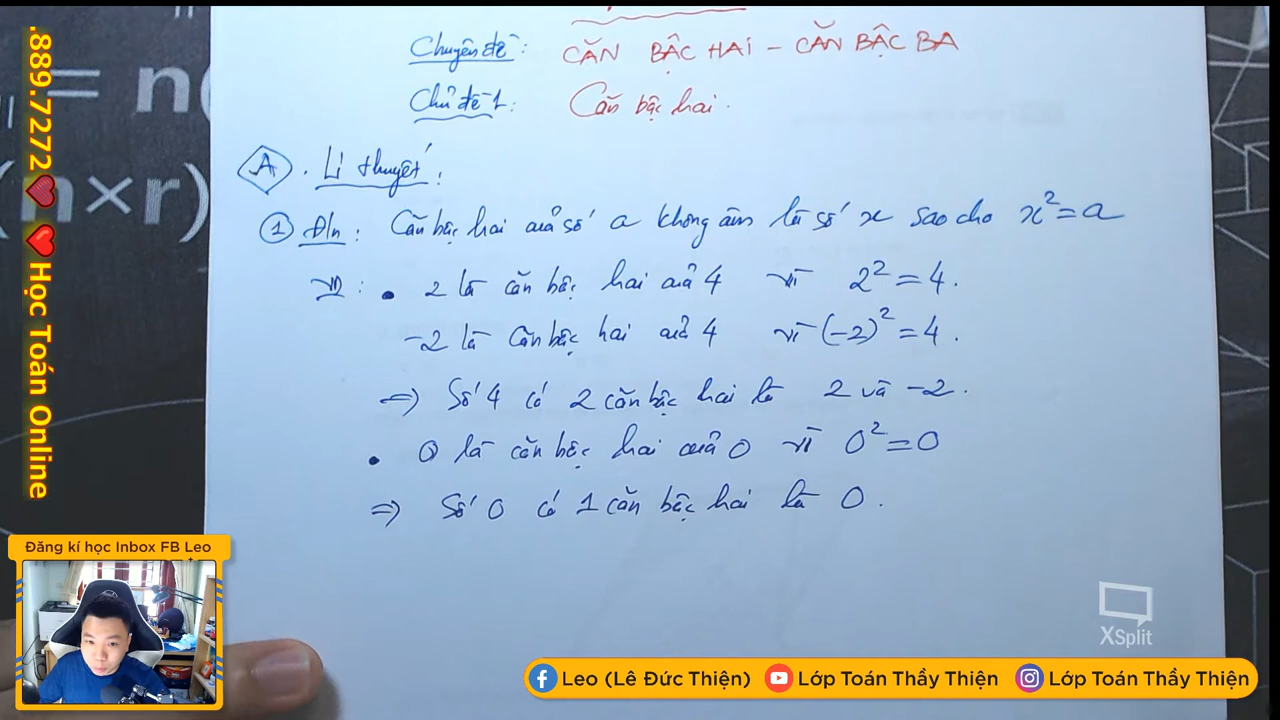 Chuyên đề: CĂN BẬC HAI – CĂN BẬC BA
Chủ đề 1: Căn bậc hai.
A. Lí thuyết:
① Đ/n: Căn bậc hai của số a không âm là số x sao cho x²=a
VD: • 2 là căn bậc hai của 4 vì 2²=4.
-2 là căn bậc hai của 4 vì (-2)²=4.
=> Số 4 có 2 căn bậc hai là 2 và -2.
• 0 là căn bậc hai của 0 vì 0²=0
=> Số 0 có 1 căn bậc hai là 0.
.889.7272❤️ ❤️Học Toán Online
= n(
(n×r)
Đăng kí học Inbox FB Leo
XSplit
Leo (Lê Đức Thiện) Lớp Toán Thầy Thiện Lớp Toán Thầy Thiện